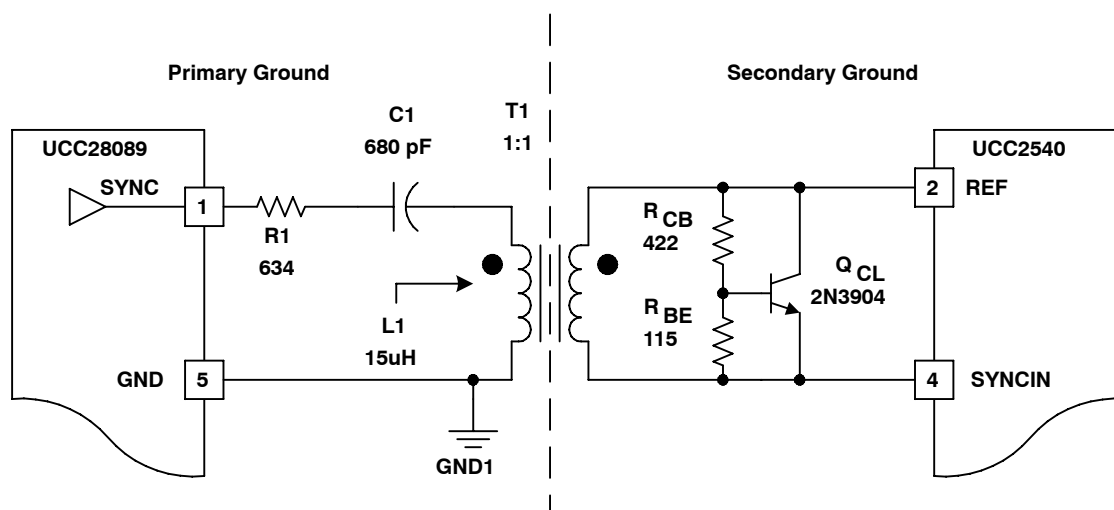 Primary Ground
Secondary Ground
C1
680 pF
T1
1:1
UCC28089
UCC2540
SYNC
1
2
REF
R1
634
R CB
422
Q CL
2N3904
R BE
115
L1
15uH
GND
5
4
SYNCIN
GND1